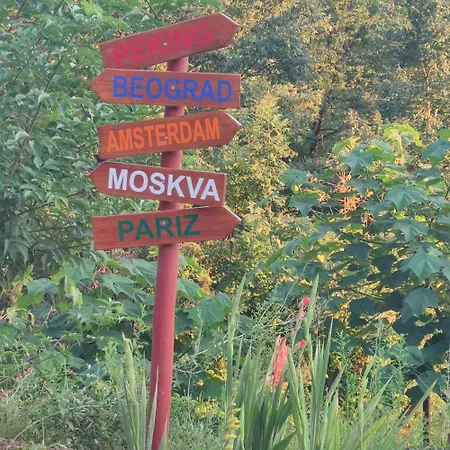 PEKING
BEOGRAD
AMSTERDAM
MOSKVA
PARIZ